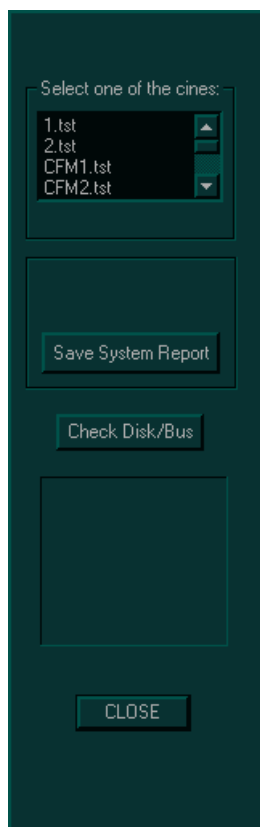 Select one of the cines:
1.tst
2.tst
CFM1.tst
CFM2.tst
Save System Report
Check Disk/Bus
CLOSE